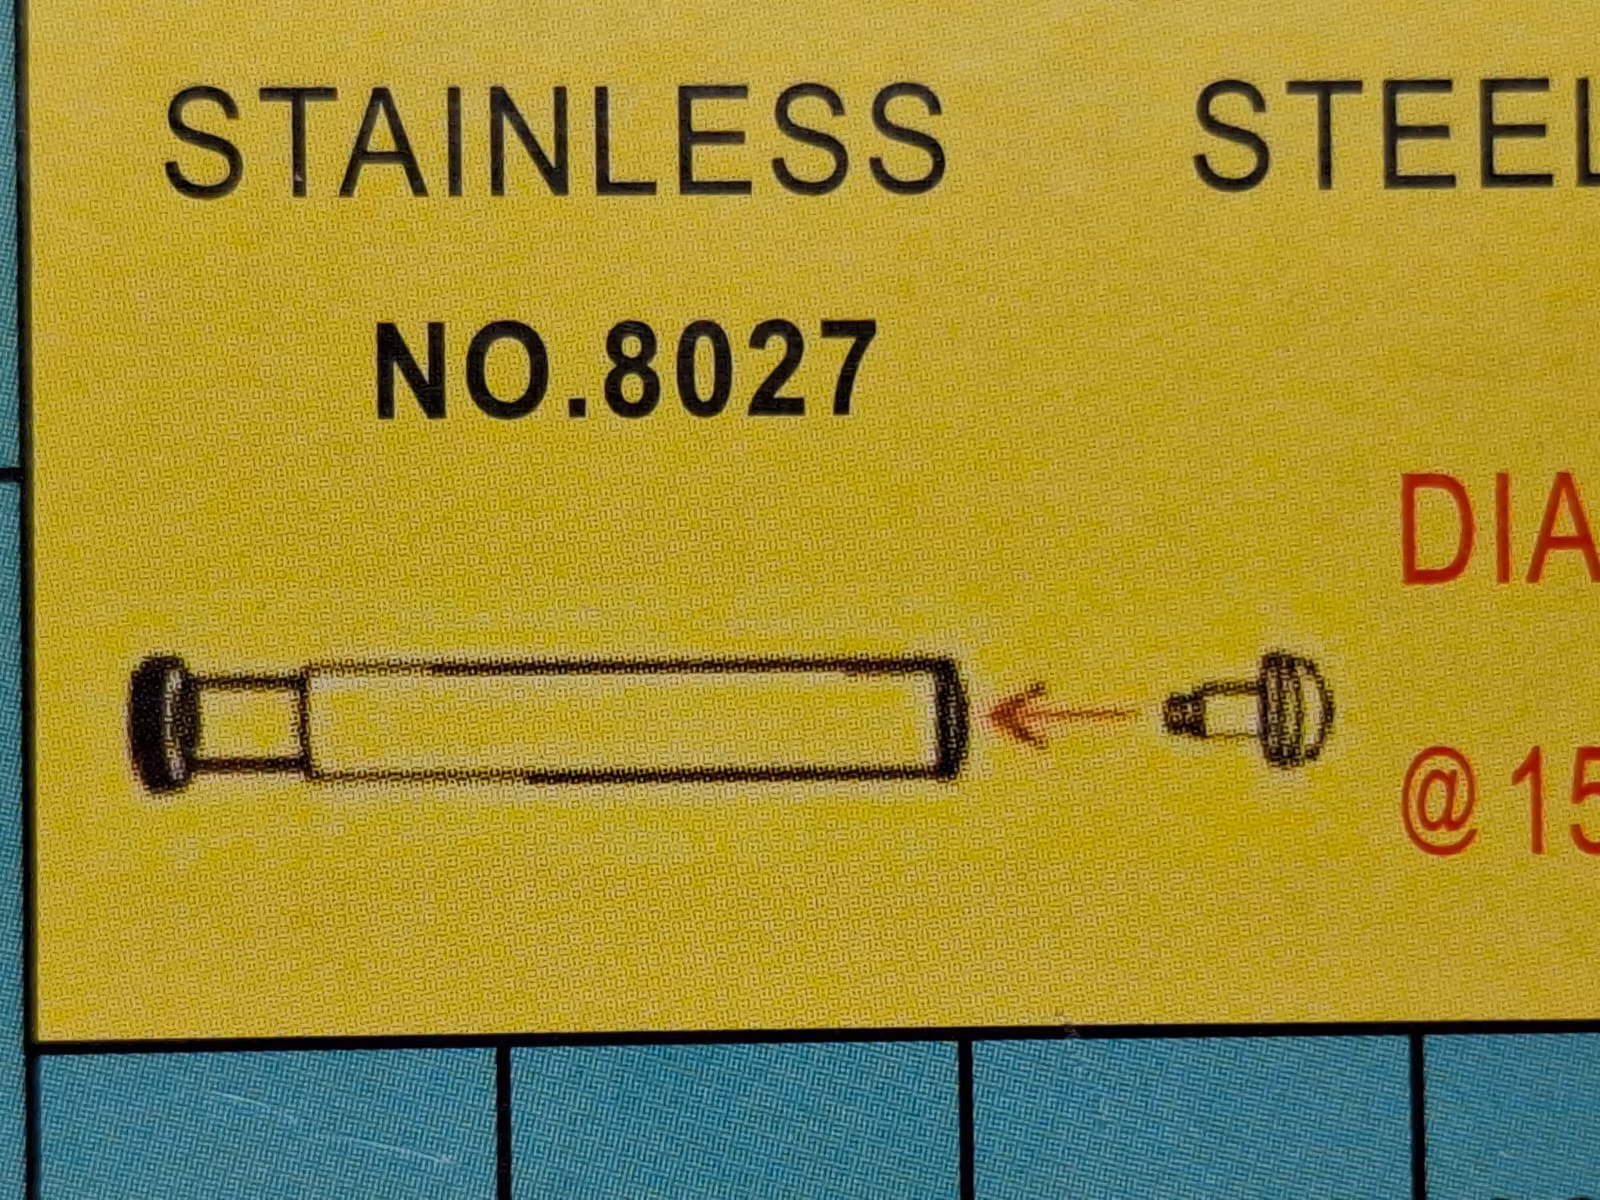 STAINLESS STEEL
NO.8027
DIA
@15